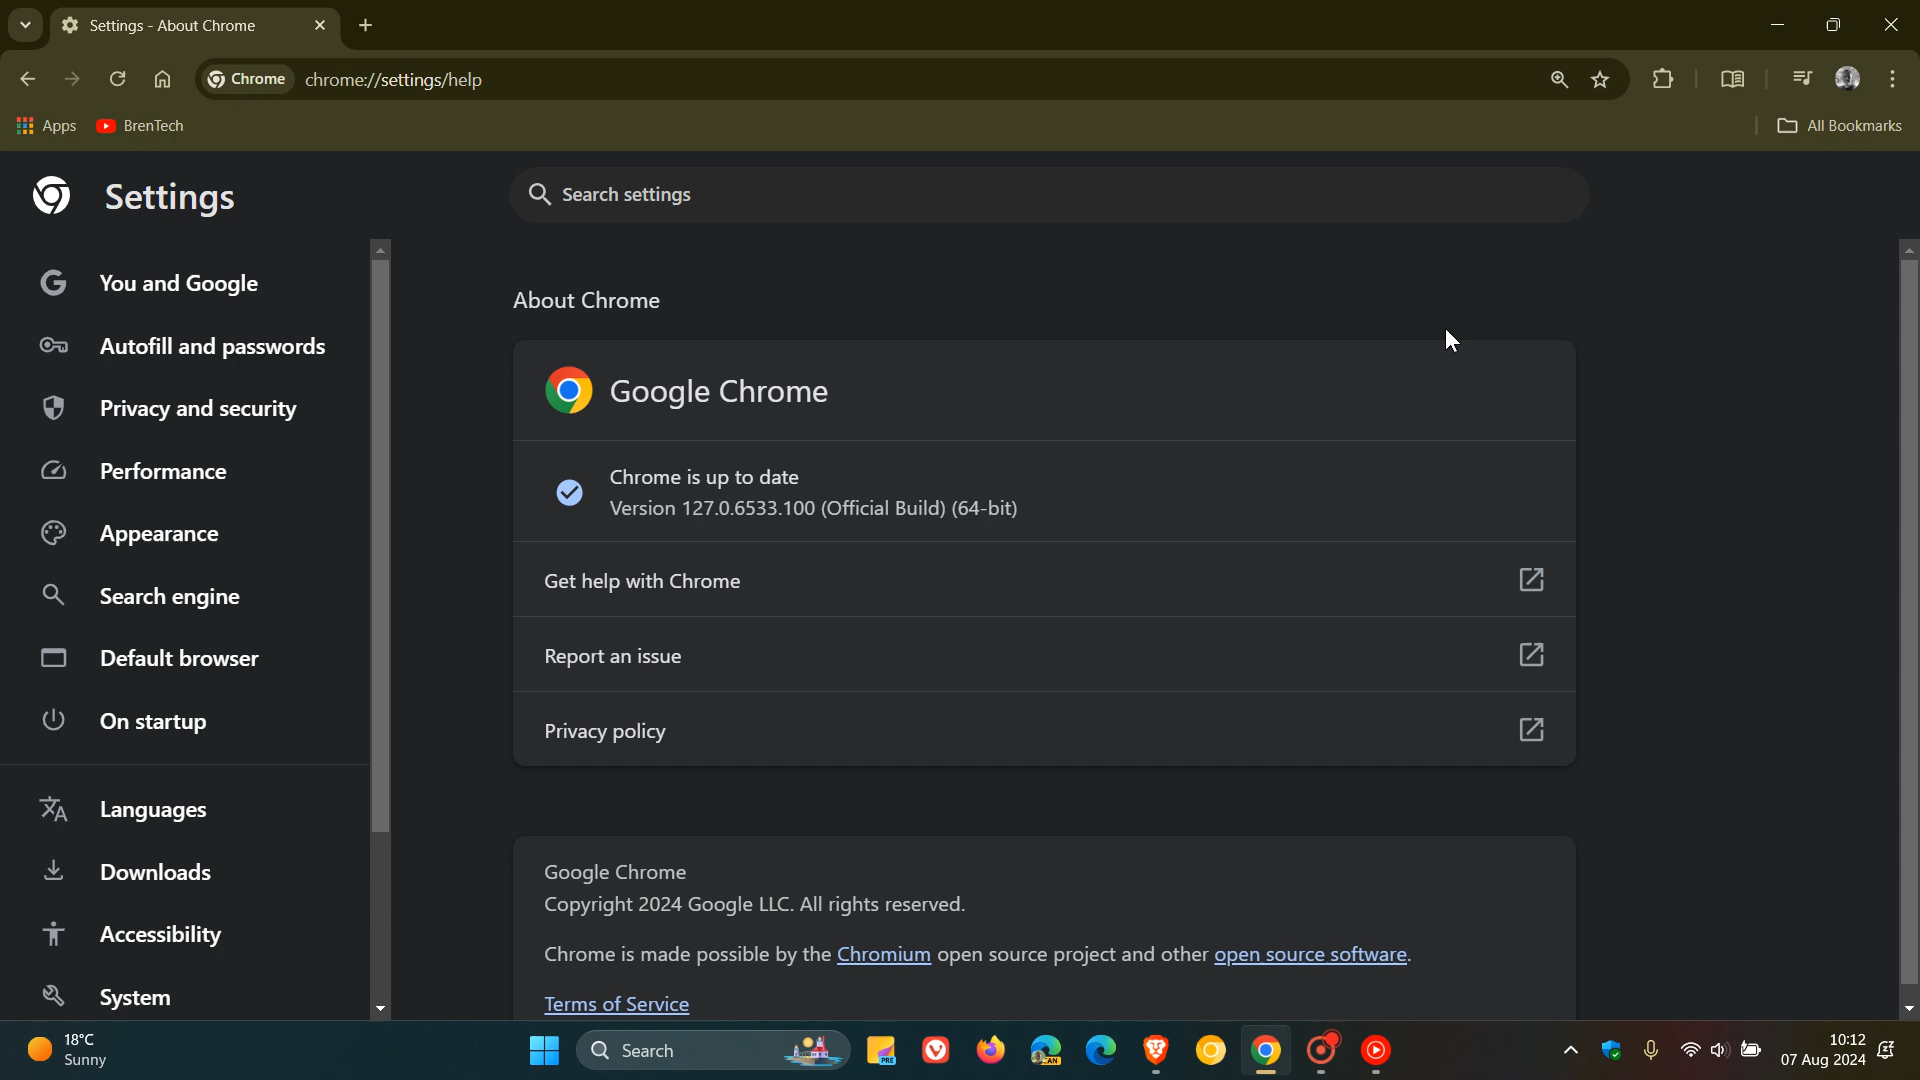 Settings - About Chrome
Chrome
chrome://settings/help
Apps
BrenTech
All Bookmarks
Settings
Search settings
You and Google
Autofill and passwords
Privacy and security
Performance
Appearance
Search engine
Default browser
On startup
Languages
Downloads
Accessibility
System
About Chrome
Google Chrome
Chrome is up to date
Version 127.0.6533.100 (Official Build) (64-bit)
Get help with Chrome
Report an issue
Privacy policy
Google Chrome
Copyright 2024 Google LLC. All rights reserved.
Chrome is made possible by the Chromium open source project and other open source software.
Terms of Service
18°C
Sunny
Search
PRE
CAN
10:12
07 Aug 2024